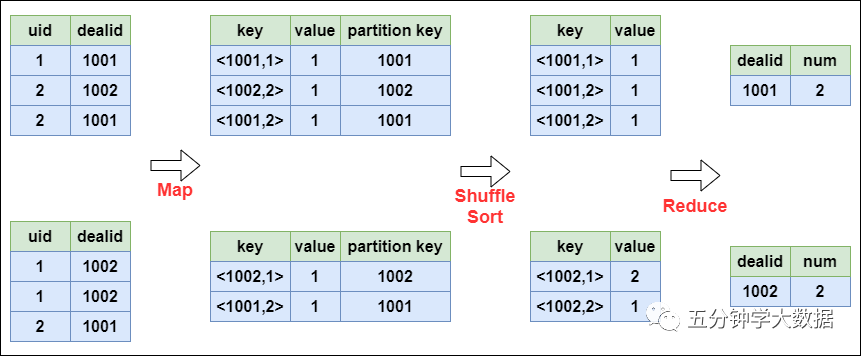 uid dealid
1 1001
2 1002
2 1001
key value partition key
<1001,1> 1 1001
<1002,2> 1 1002
<1001,2> 1 1001
key value
<1001,1> 1
<1001,2> 1
<1001,2> 1
dealid num
1001 2
Map
Shuffle
Sort
Reduce
uid dealid
1 1002
1 1002
2 1001
key value partition key
<1002,1> 1 1002
<1001,2> 1 1001
key value
<1002,1> 2
<1002,2> 1
dealid num
1002 2
五分钟学大数据